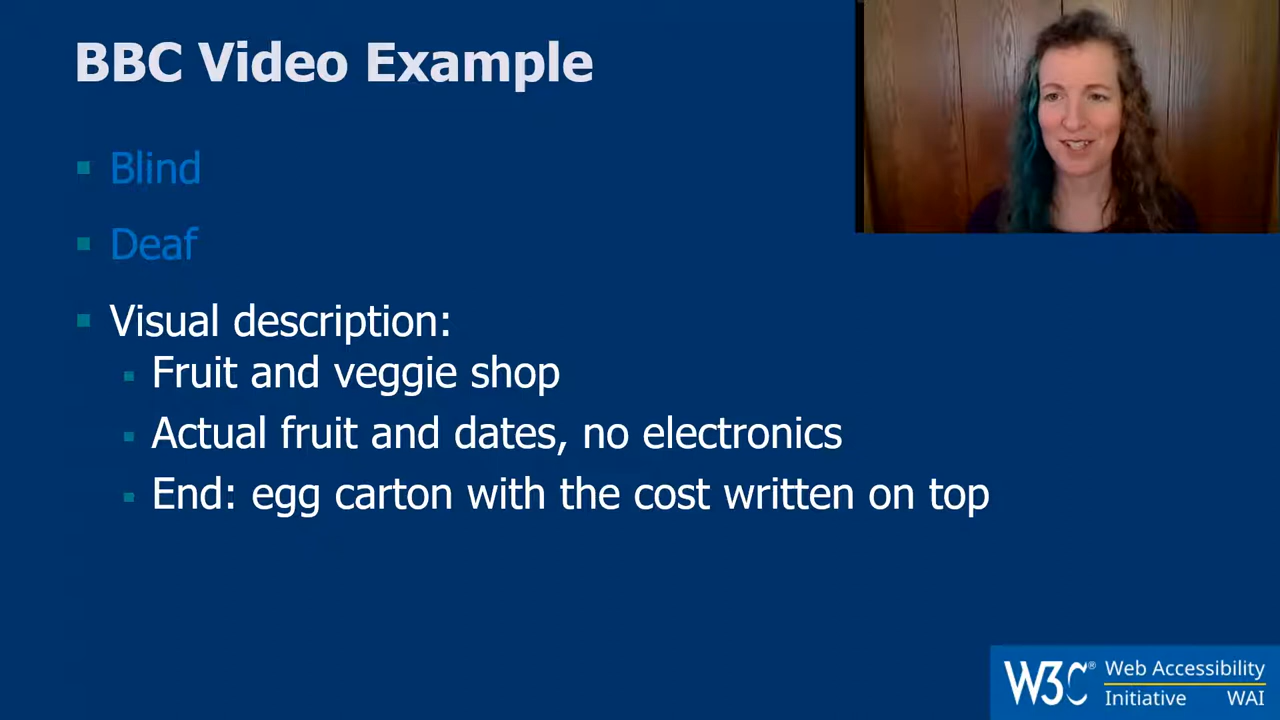 BBC Video Example
Blind
Deaf
Visual description:
Fruit and veggie shop
Actual fruit and dates, no electronics
End: egg carton with the cost written on top
W3C® Web Accessibility
Initiative WAI